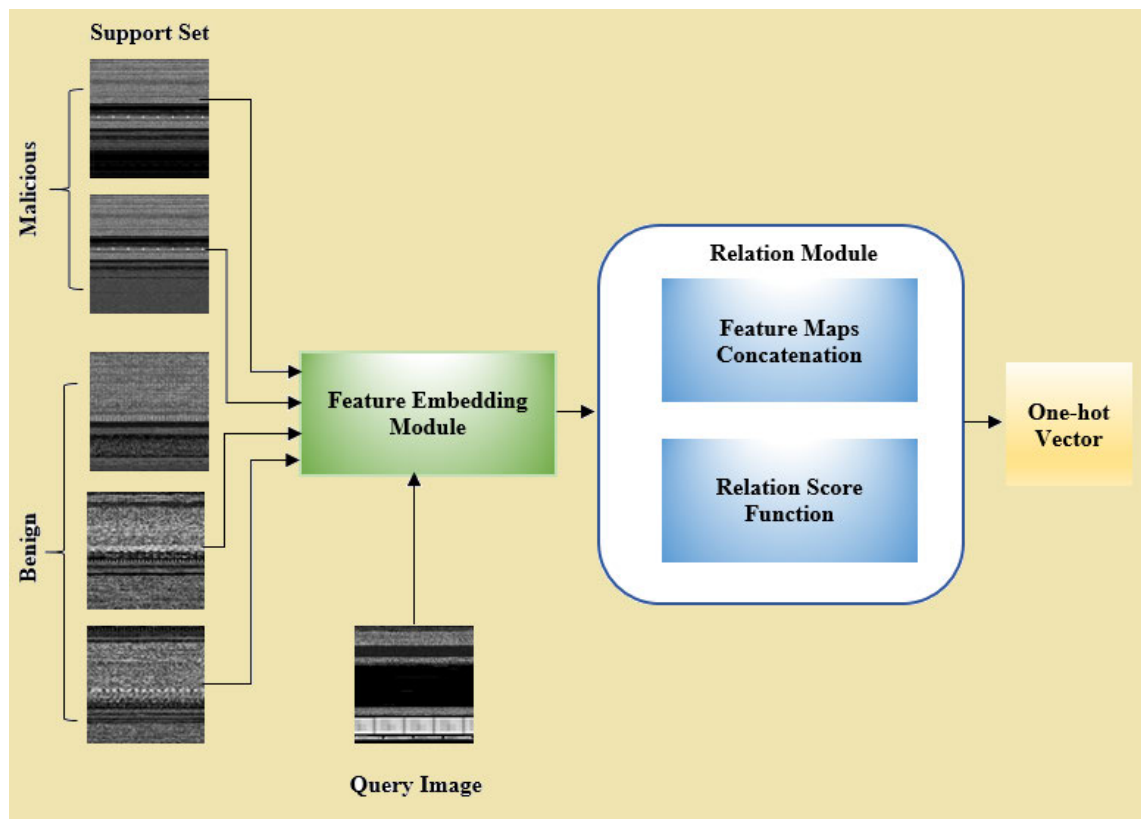 Support Set
Malicious
Benign
Feature Embedding
Module
Query Image
Relation Module
Feature Maps
Concatenation
Relation Score
Function
One-hot
Vector